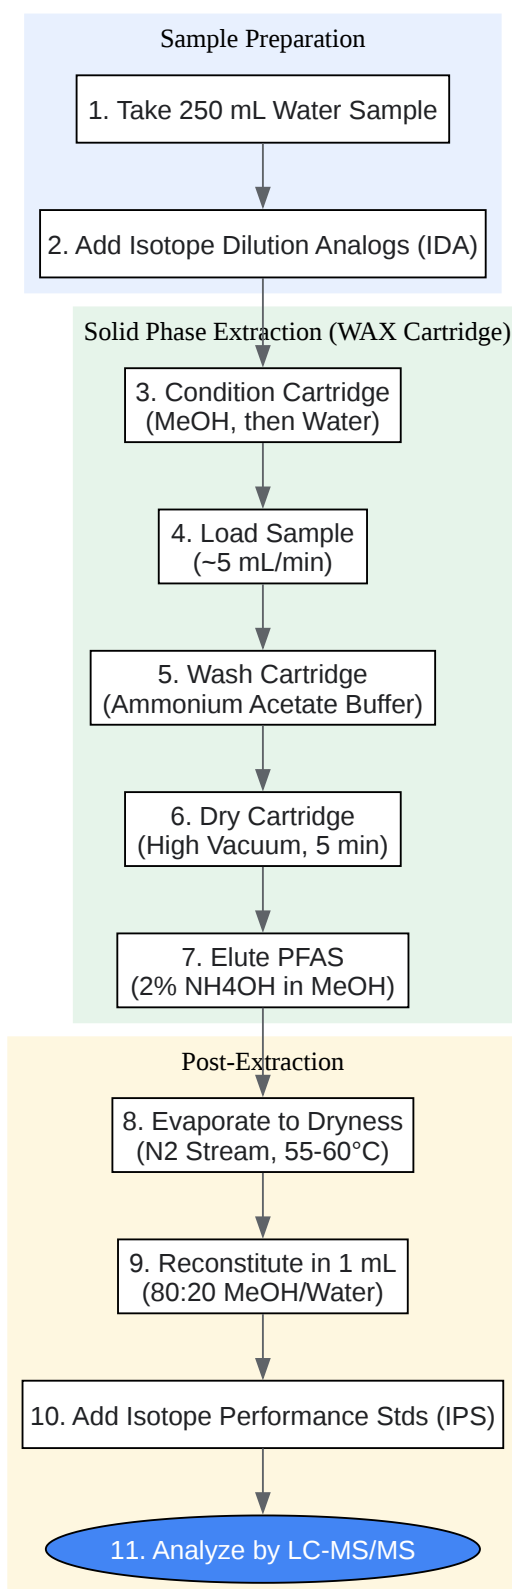 Sample Preparation
1. Take 250 mL Water Sample
2. Add Isotope Dilution Analogs (IDA)
Solid Phase Extraction (WAX Cartridge)
3. Condition Cartridge
(MeOH, then Water)
4. Load Sample
(~5 mL/min)
5. Wash Cartridge
(Ammonium Acetate Buffer)
6. Dry Cartridge
(High Vacuum, 5 min)
7. Elute PFAS
(2% NH4OH in MeOH)
Post-Extraction
8. Evaporate to Dryness
(N2 Stream, 55-60°C)
9. Reconstitute in 1 mL
(80:20 MeOH/Water)
10. Add Isotope Performance Stds (IPS)
11. Analyze by LC-MS/MS